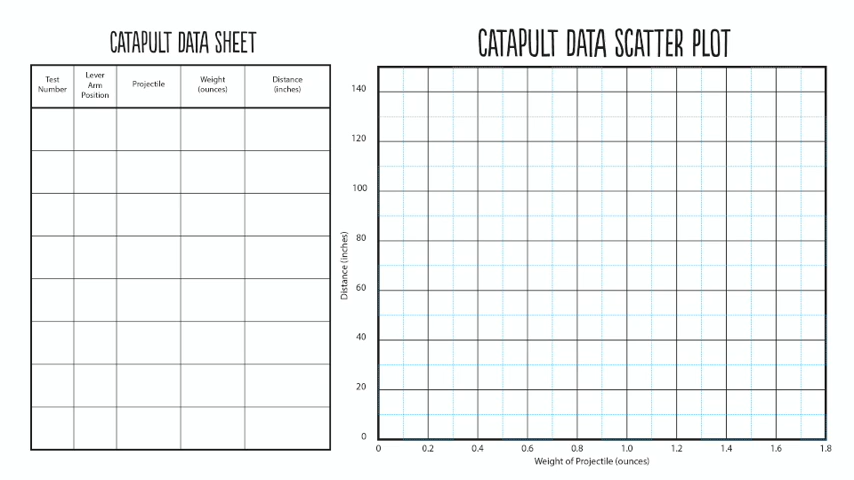 CATAPULT DATA SHEET
Test Number
Lever Arm Position
Projectile
Weight (ounces)
Distance (inches)
CATAPULT DATA SCATTER PLOT
Distance (inches)
140
120
100
80
60
40
20
0
0 0.2 0.4 0.6 0.8 1.0 1.2 1.4 1.6 1.8
Weight of Projectile (ounces)